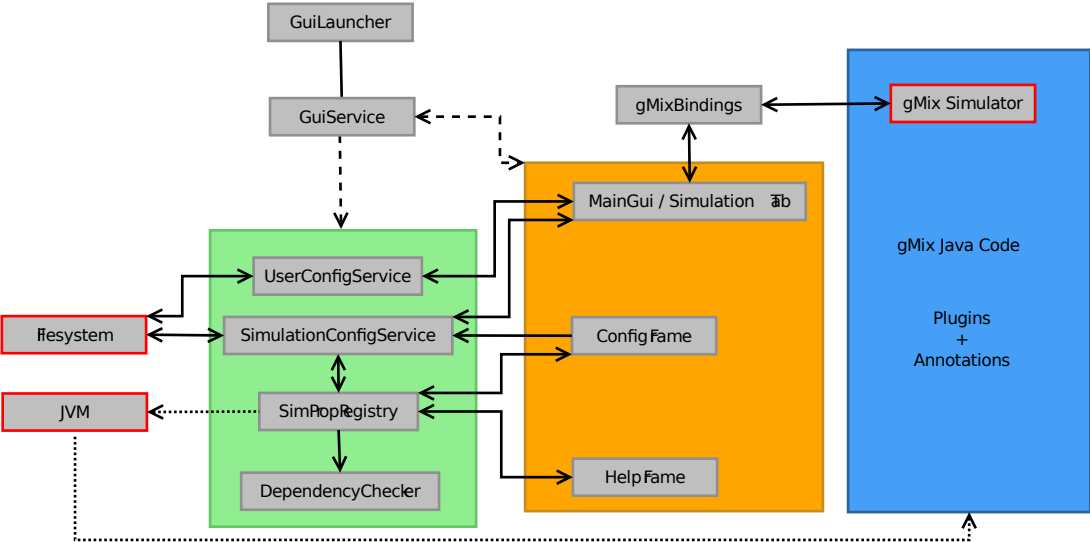 GuiLauncher
GuiService
gMixBindings
gMix Simulator
MainGui / Simulation Tab
gMix Java Code
UserConfigService
Filesystem
SimulationConfigService
ConfigFrame
Plugins
+
Annotations
JVM
SimPropRegistry
HelpFrame
DependencyChecker